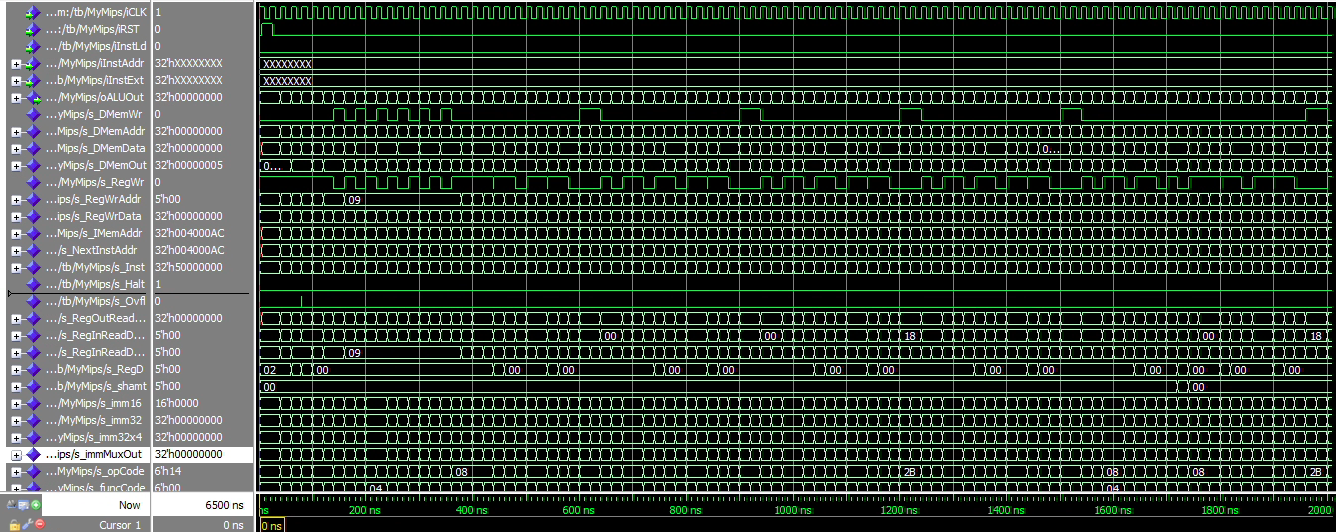 ...m:/tb/MyMips/iCLK 1
...:/tb/MyMips/iRST 0
.../tb/MyMips/iInstLd 0
.../MyMips/iInstAddr 32'hXXXXXXXX XXXXXXXX
...b/MyMips/iInstExt 32'hXXXXXXXX XXXXXXXX
.../MyMips/oALUOut 32'h00000000
...yMips/s_DMemWr 0
...Mips/s_DMemAddr 32'h00000000
...Mips/s_DMemData 32'h00000000 0...
...yMips/s_DMemOut 32'h00000005 0...
.../MyMips/s_RegWr 0
...ips/s_RegWrAddr 5'h00 09
...ips/s_RegWrData 32'h00000000
...Mips/s_IMemAddr 32'h004000AC
.../s_NextInstAddr 32'h004000AC
.../tb/MyMips/s_Inst 32'h50000000
.../tb/MyMips/s_Halt 1
.../tb/MyMips/s_Ovfl 0
.../s_RegOutRead... 32'h00000000
.../s_RegInReadD... 5'h00 00 00 18 00 18
.../s_RegInReadD... 5'h00 09
...b/MyMips/s_RegD 5'h00 02 00 00 00 00 00 00 00 00 00 00 00 00
...b/MyMips/s_shamt 5'h00 00 00
.../MyMips/s_imm16 16'h0000
.../MyMips/s_imm32 32'h00000000
...yMips/s_imm32x4 32'h00000000
...ips/s_immMuxOut 32'h00000000
...MyMips/s_opCode 6'h14 08 2B 08 08 2B
...yMips/s_funcCode 6'h00 04 04
Now 6500 ns ns 200 ns 400 ns 600 ns 800 ns 1000 ns 1200 ns 1400 ns 1600 ns 1800 ns 2000
Cursor 1 0 ns 0 ns